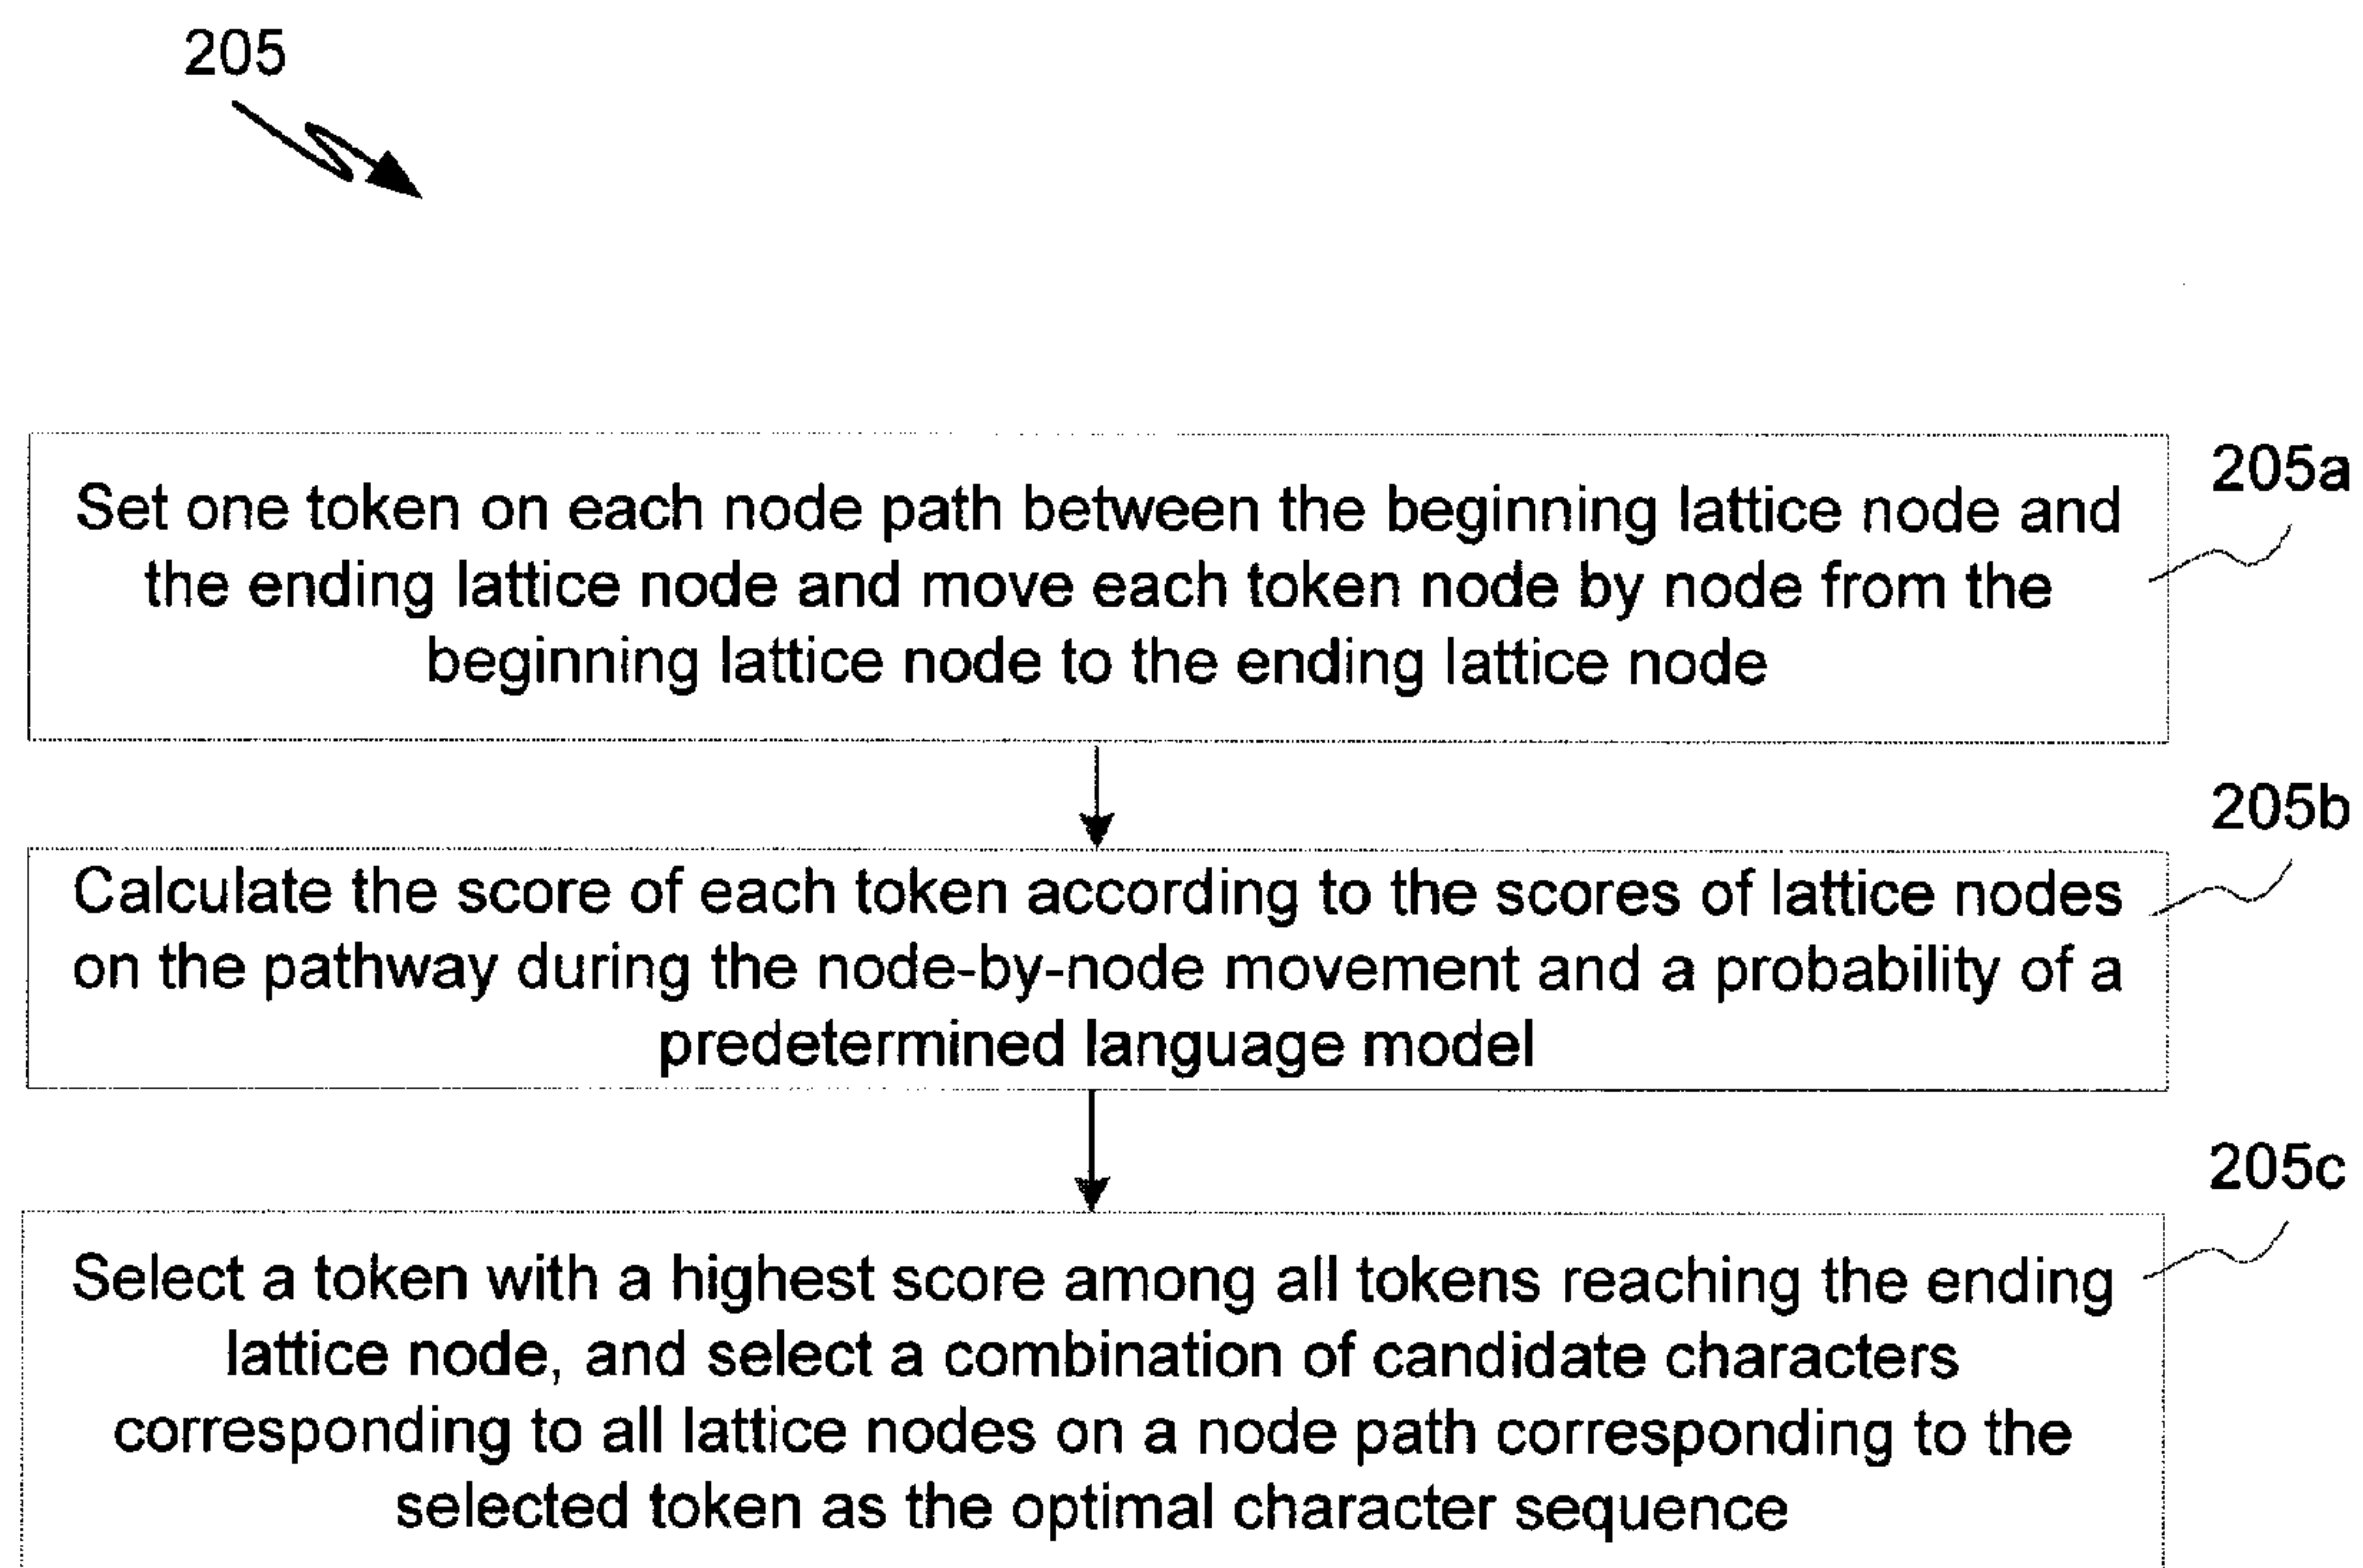 205
205a
Set one token on each node path between the beginning lattice node and
the ending lattice node and move each token node by node from the
beginning lattice node to the ending lattice node
205b
Calculate the score of each token according to the scores of lattice nodes
on the pathway during the node-by-node movement and a probability of a
predetermined language model
205c
Select a token with a highest score among all tokens reaching the ending
lattice node, and select a combination of candidate characters
corresponding to all lattice nodes on a node path corresponding to the
selected token as the optimal character sequence